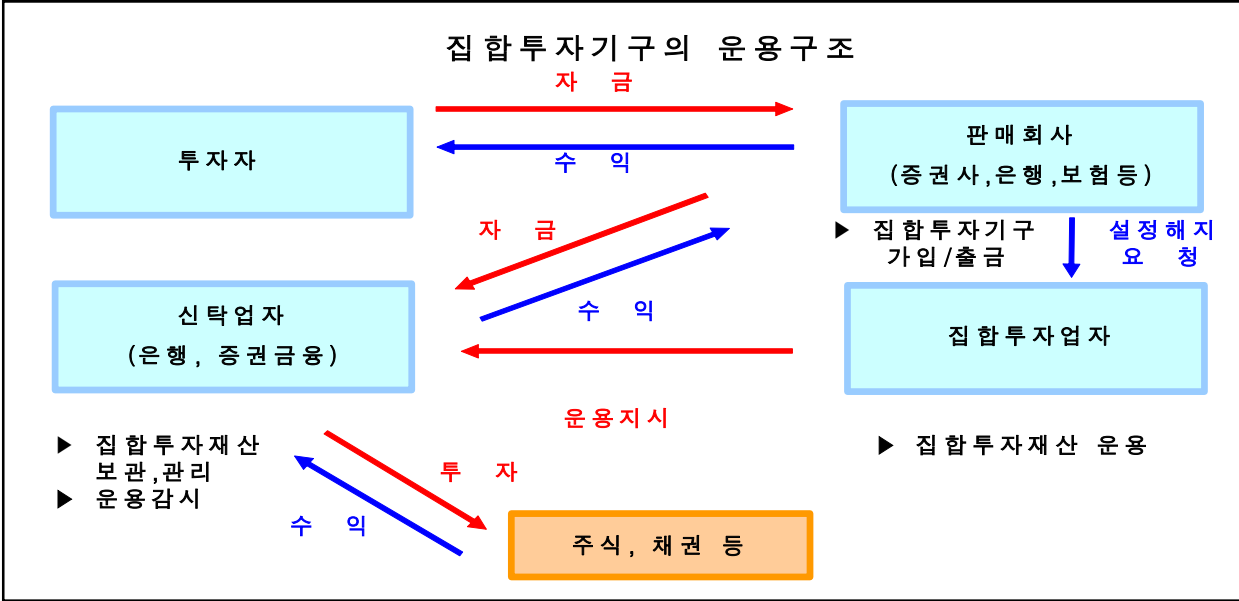 집합투자기구의 운용구조
자 금
투자자
수 익
판매회사
(증권사,은행,보험등)
자 금
▶ 집합투자기구
가입/출금
설정해지
요 청
신탁업자
(은행, 증권금융)
수 익
집합투자업자
운용지시
▶ 집합투자재산
보관,관리
▶ 운용감시
▶ 집합투자재산 운용
투 자
수 익
주식, 채권 등